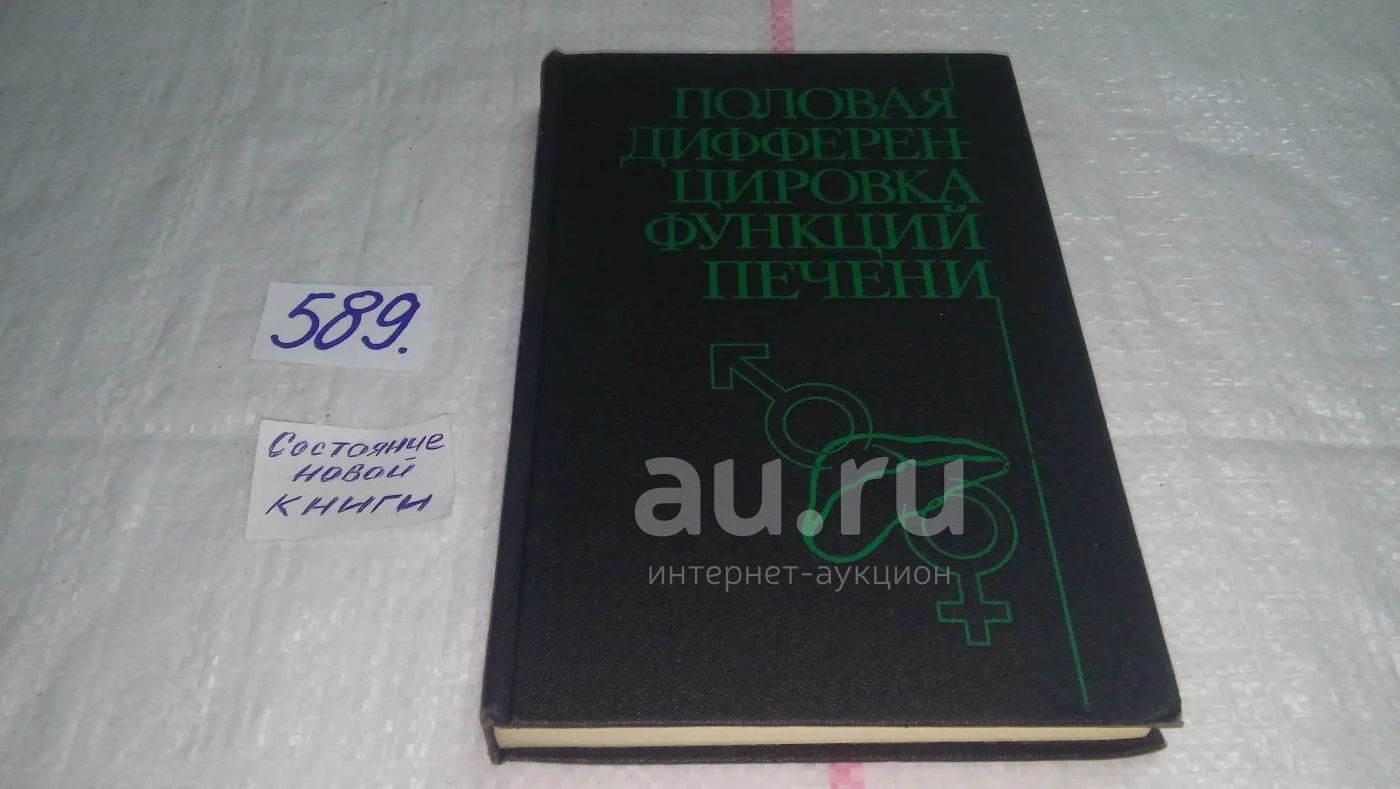 ПОЛОВАЯ
ДИФФЕРЕН-
ЦИРОВКА
ФУНКЦИЙ
ПЕЧЕНИ
589.
Состояние
новой
книги
au.ru
интернет-аукцион